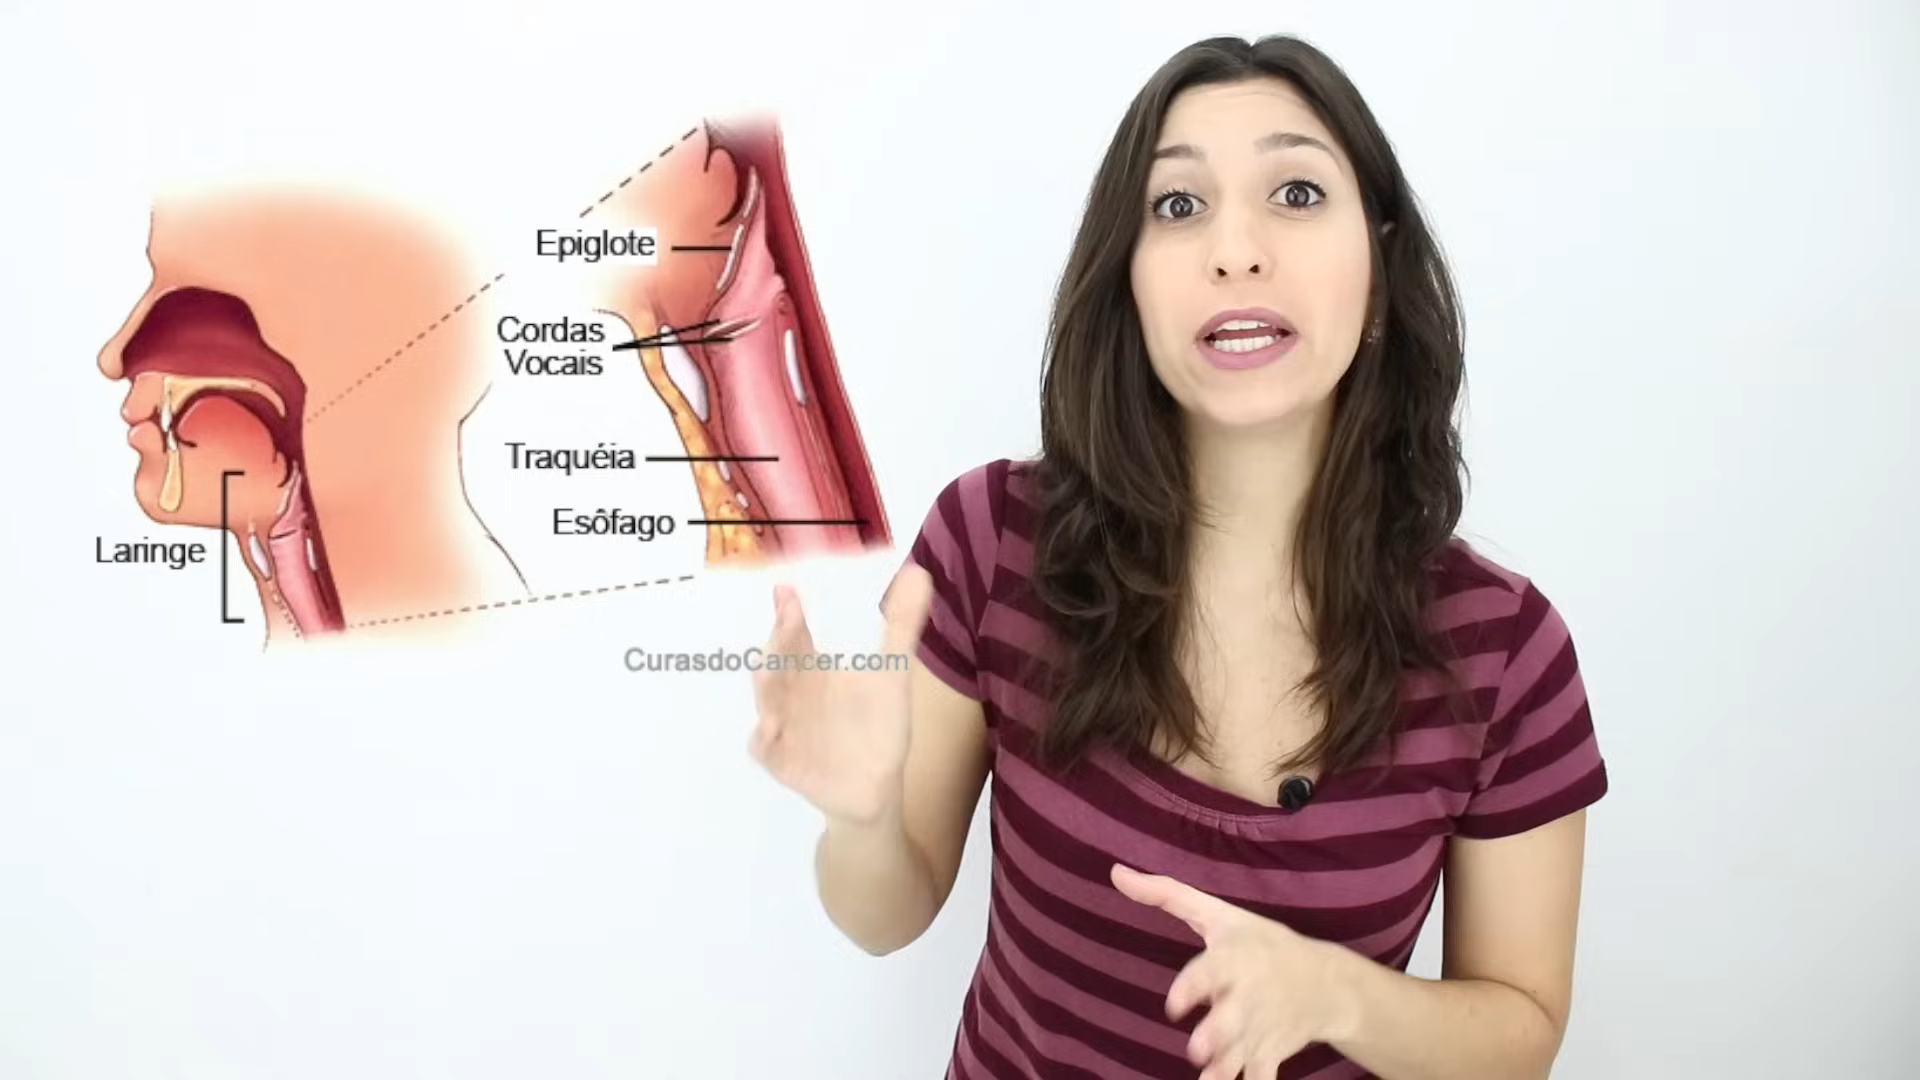 Epiglote
Cordas
Vocais
Traquéia
Esôfago
Laringe
CurasdoCancer.com